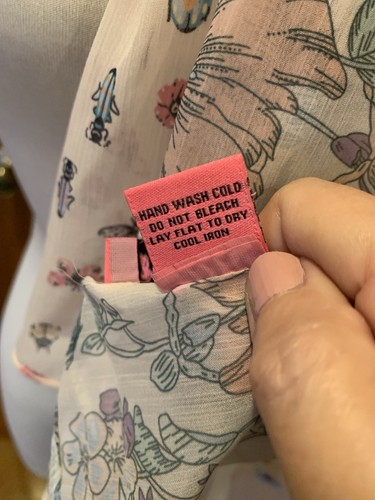 HAND WASH COLD
DO NOT BLEACH
LAY FLAT TO DRY
COOL IRON